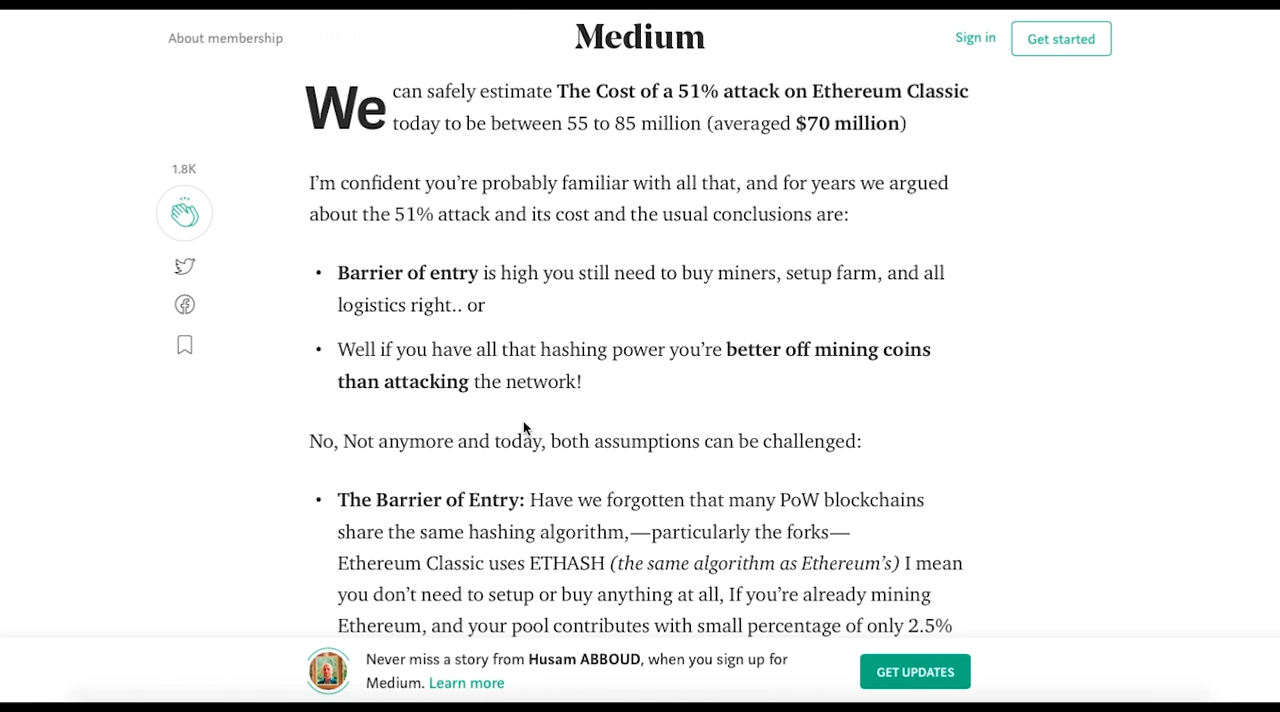 About membership
Medium
Sign in
Get started
We can safely estimate The Cost of a 51% attack on Ethereum Classic
today to be between 55 to 85 million (averaged $70 million)
1.8K
I’m confident you’re probably familiar with all that, and for years we argued
about the 51% attack and its cost and the usual conclusions are:
• Barrier of entry is high you still need to buy miners, setup farm, and all
logistics right.. or
• Well if you have all that hashing power you’re better off mining coins
than attacking the network!
No, Not anymore and today, both assumptions can be challenged:
• The Barrier of Entry: Have we forgotten that many PoW blockchains
share the same hashing algorithm,—particularly the forks—
Ethereum Classic uses ETHASH (the same algorithm as Ethereum’s) I mean
you don’t need to setup or buy anything at all, If you’re already mining
Ethereum, and your pool contributes with small percentage of only 2.5%
Never miss a story from Husam ABBOUD, when you sign up for
Medium. Learn more
GET UPDATES